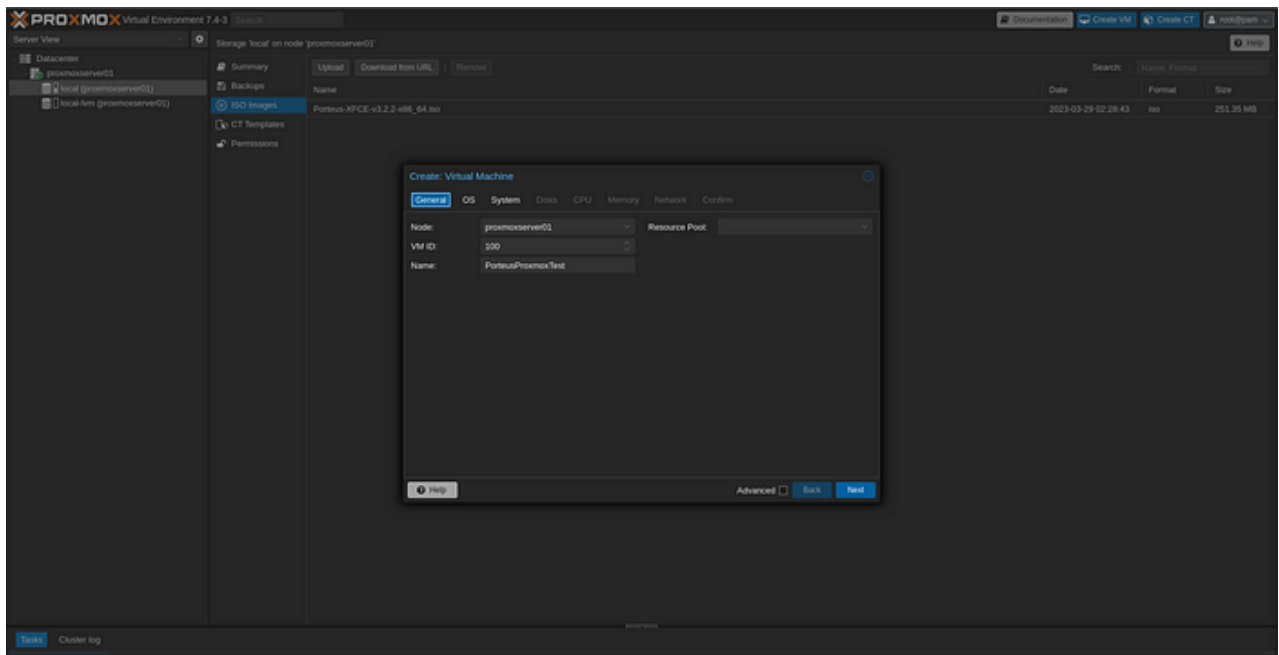 PROXMOX Virtual Environment 7.4-3 Search
Documentation Create VM Create CT root@pam
Server View
Storage 'local' on node 'proxmoxserver01'
Help
Datacenter
proxmoxserver01
local (proxmoxserver01)
local-lvm (proxmoxserver01)
Summary
Backups
ISO Images
CT Templates
Permissions
Upload Download from URL Remove
Search: Name, Format
Name Date Format Size
Porteus-XFCE-v3.2.2-x86_64.iso 2023-03-29 02:28:43 iso 251.35 MB
Create: Virtual Machine
General OS System Disks CPU Memory Network Confirm
Node: proxmoxserver01 Resource Pool:
VM ID: 100
Name: PorteusProxmoxTest
Help Advanced Back Next
Tasks Cluster log